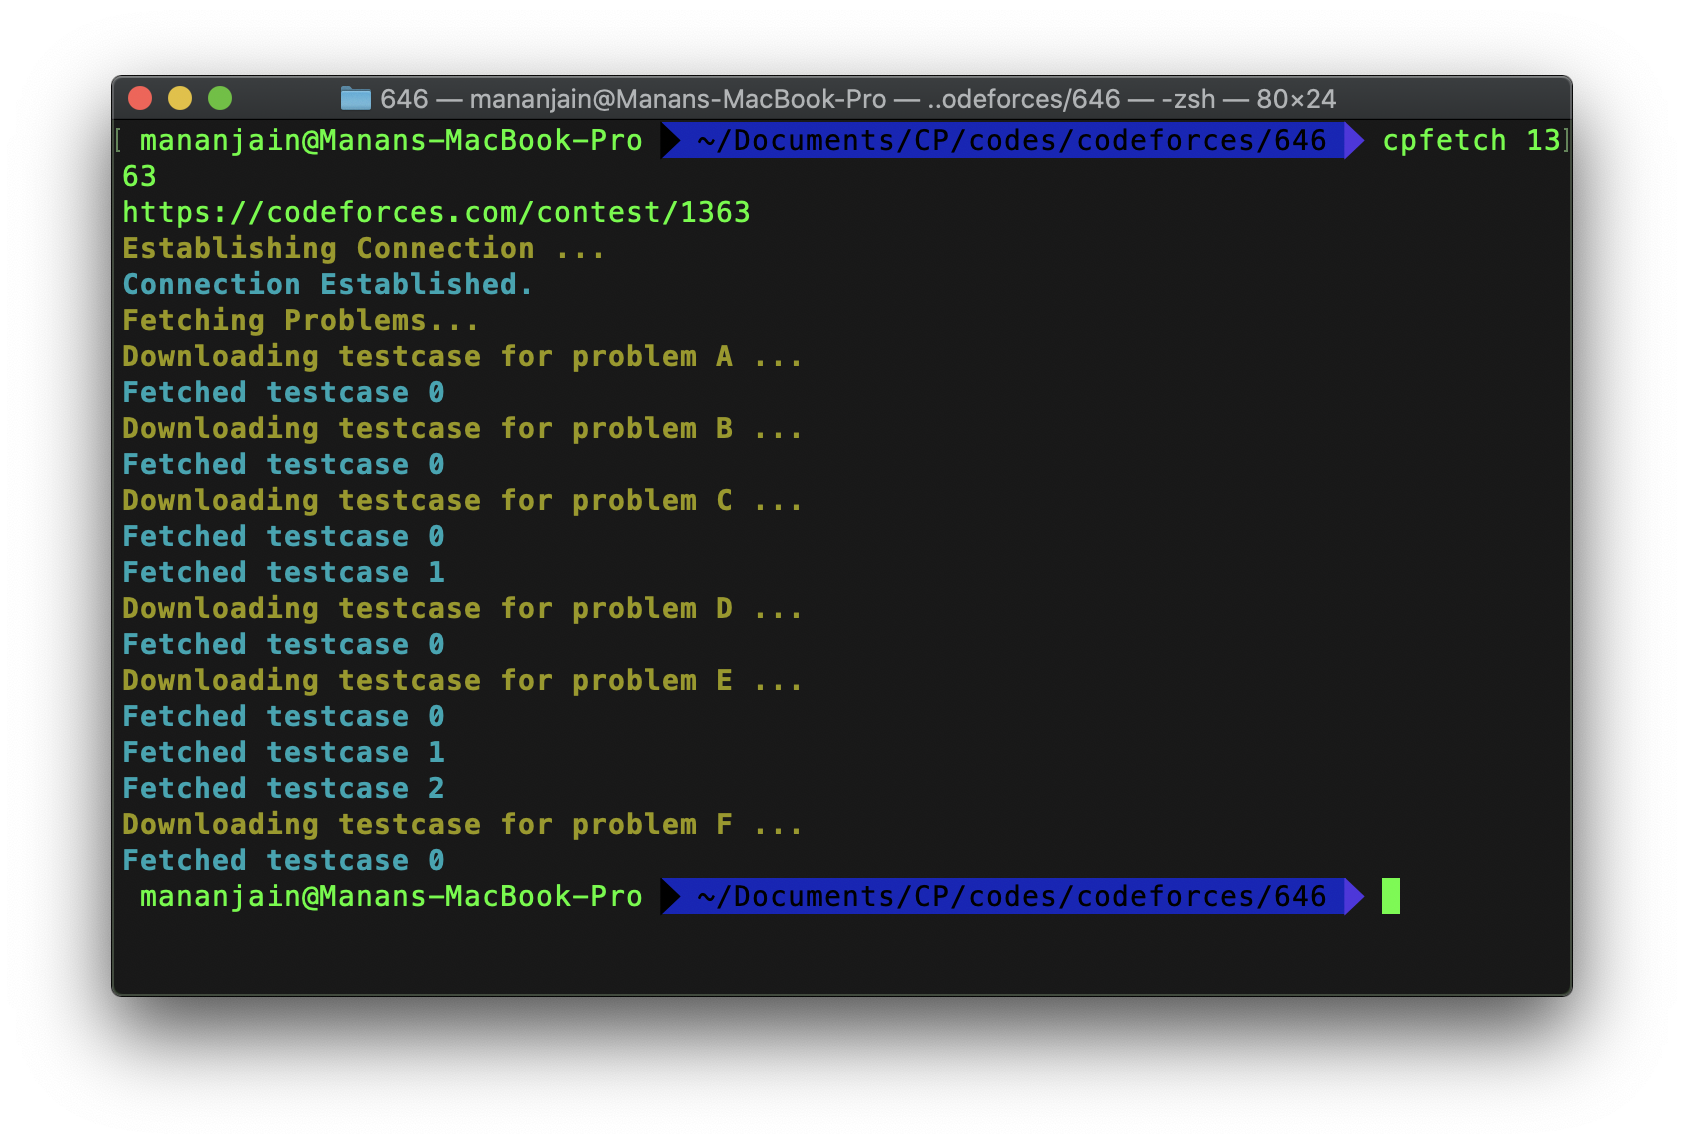 646 — mananjain@Manans-MacBook-Pro — ..odeforces/646 — -zsh — 80×24
[ mananjain@Manans-MacBook-Pro ~/Documents/CP/codes/codeforces/646 cpfetch 13]
63
https://codeforces.com/contest/1363
Establishing Connection ...
Connection Established.
Fetching Problems...
Downloading testcase for problem A ...
Fetched testcase 0
Downloading testcase for problem B ...
Fetched testcase 0
Downloading testcase for problem C ...
Fetched testcase 0
Fetched testcase 1
Downloading testcase for problem D ...
Fetched testcase 0
Downloading testcase for problem E ...
Fetched testcase 0
Fetched testcase 1
Fetched testcase 2
Downloading testcase for problem F ...
Fetched testcase 0
mananjain@Manans-MacBook-Pro ~/Documents/CP/codes/codeforces/646